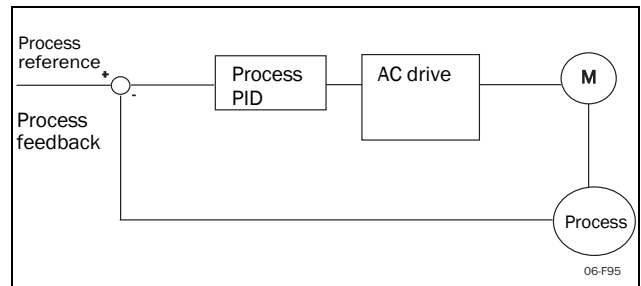 Process
reference
+
-
Process
feedback
Process
PID
AC drive
M
Process
06-F95